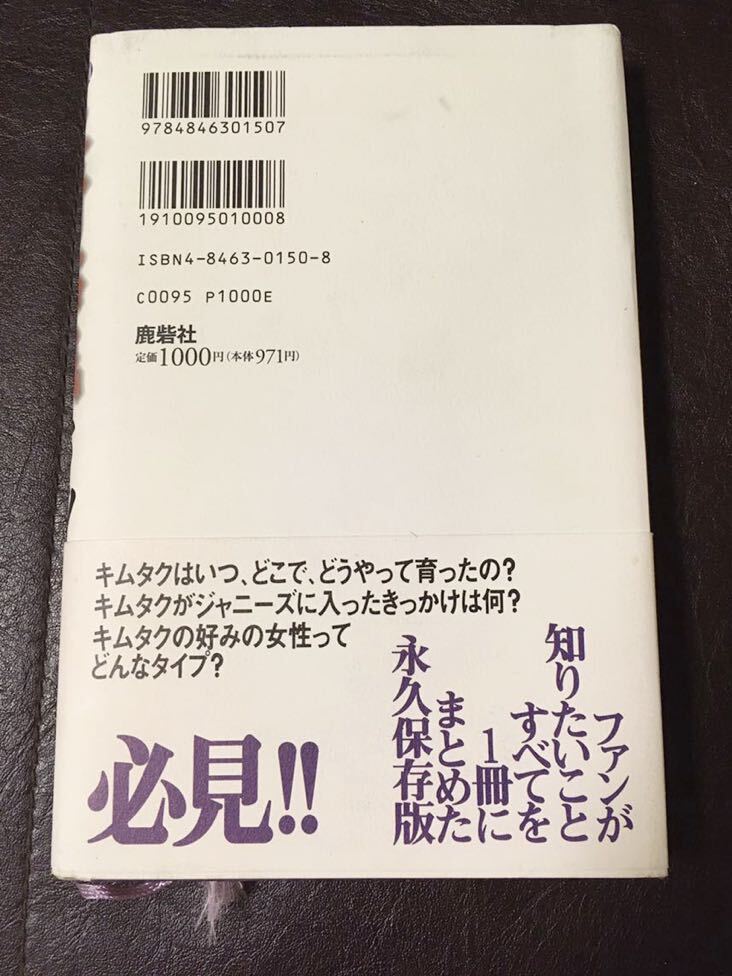 9784846301507
1910095010008
ISBN4-8463-0150-8
C0095 P1000E
鹿砦社
定価1000円(本体971円)
キムタクはいつ、どこで、どうやって育ったの?
キムタクがジャニーズに入ったきっかけは何?
キムタクの好みの女性って
どんなタイプ?
ファンが
知りたいこと
すべてを
1冊に
まとめた
永久保存版
必見!!